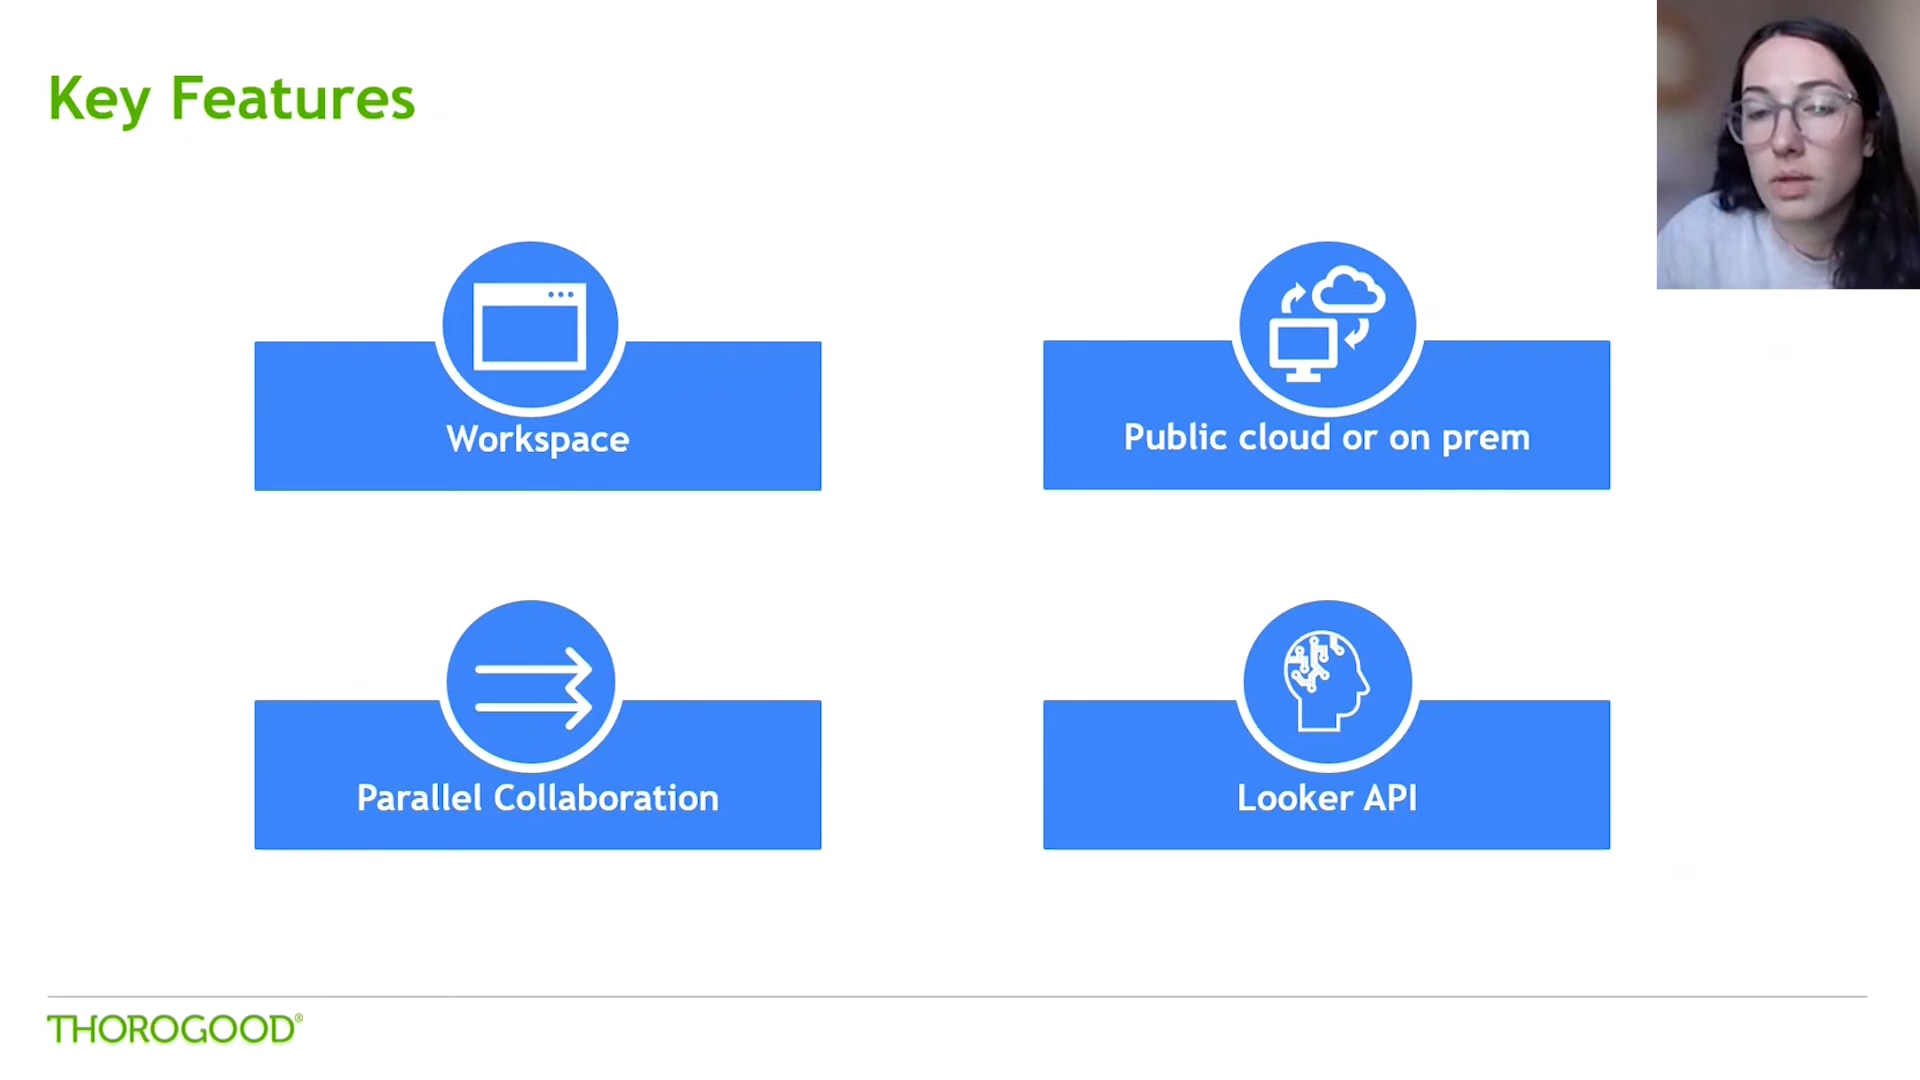 Key Features
Workspace
Public cloud or on prem
Parallel Collaboration
Looker API
THOROGOOD®